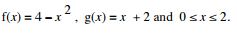 f(x) = 4 – x², g(x) = x + 2 and 0 ≤ x ≤ 2.